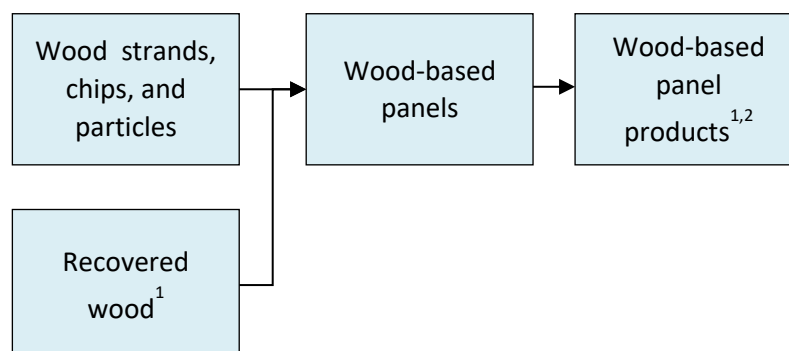 Wood strands,
chips, and
particles
Wood-based
panels
Wood-based
panel
products1,2
Recovered
wood1